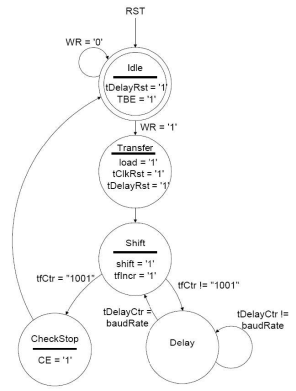 RST
WR = '0'
Idle
tDelayRst = '1'
TBE = '1'
WR = '1'
Transfer
load = '1'
tClkRst = '1'
tDelayRst = '1'
Shift
shift = '1'
tfIncr = '1'
tfCtr = "1001"
tfCtr != "1001"
tDelayCtr =
baudRate
tDelayCtr !=
baudRate
CheckStop
CE = '1'
Delay